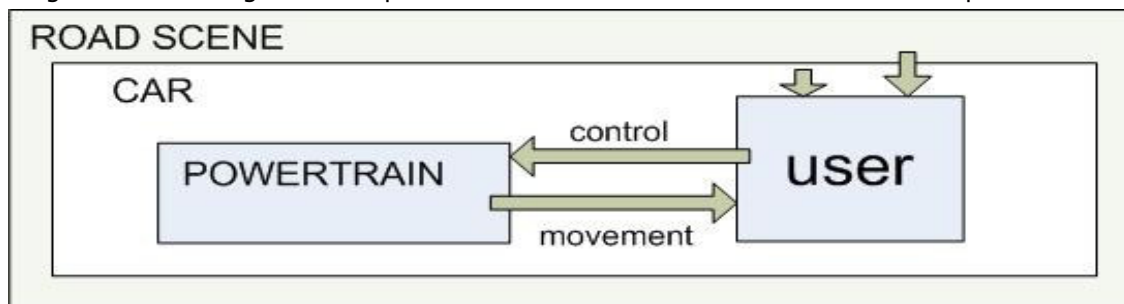 ROAD SCENE
CAR
control
POWERTRAIN
user
movement